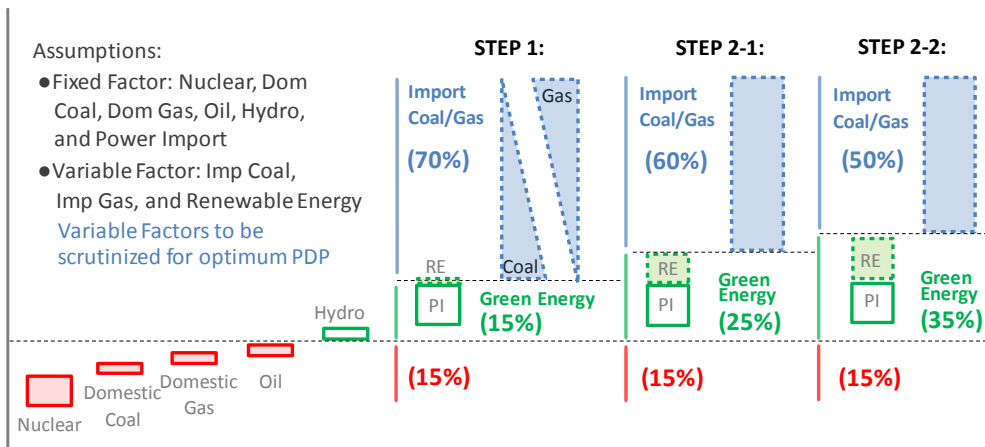 Assumptions:
●Fixed Factor: Nuclear, Dom
Coal, Dom Gas, Oil, Hydro,
and Power Import
●Variable Factor: Imp Coal,
Imp Gas, and Renewable Energy
Variable Factors to be
scrutinized for optimum PDP
Hydro
Nuclear
Domestic
Coal
Domestic
Gas
Oil
STEP 1:
Import
Coal/Gas
(70%)
Gas
Coal
RE
PI
Green Energy
(15%)
(15%)
STEP 2-1:
Import
Coal/Gas
(60%)
RE
PI
Green
Energy
(25%)
(15%)
STEP 2-2:
Import
Coal/Gas
(50%)
RE
PI
Green
Energy
(35%)
(15%)